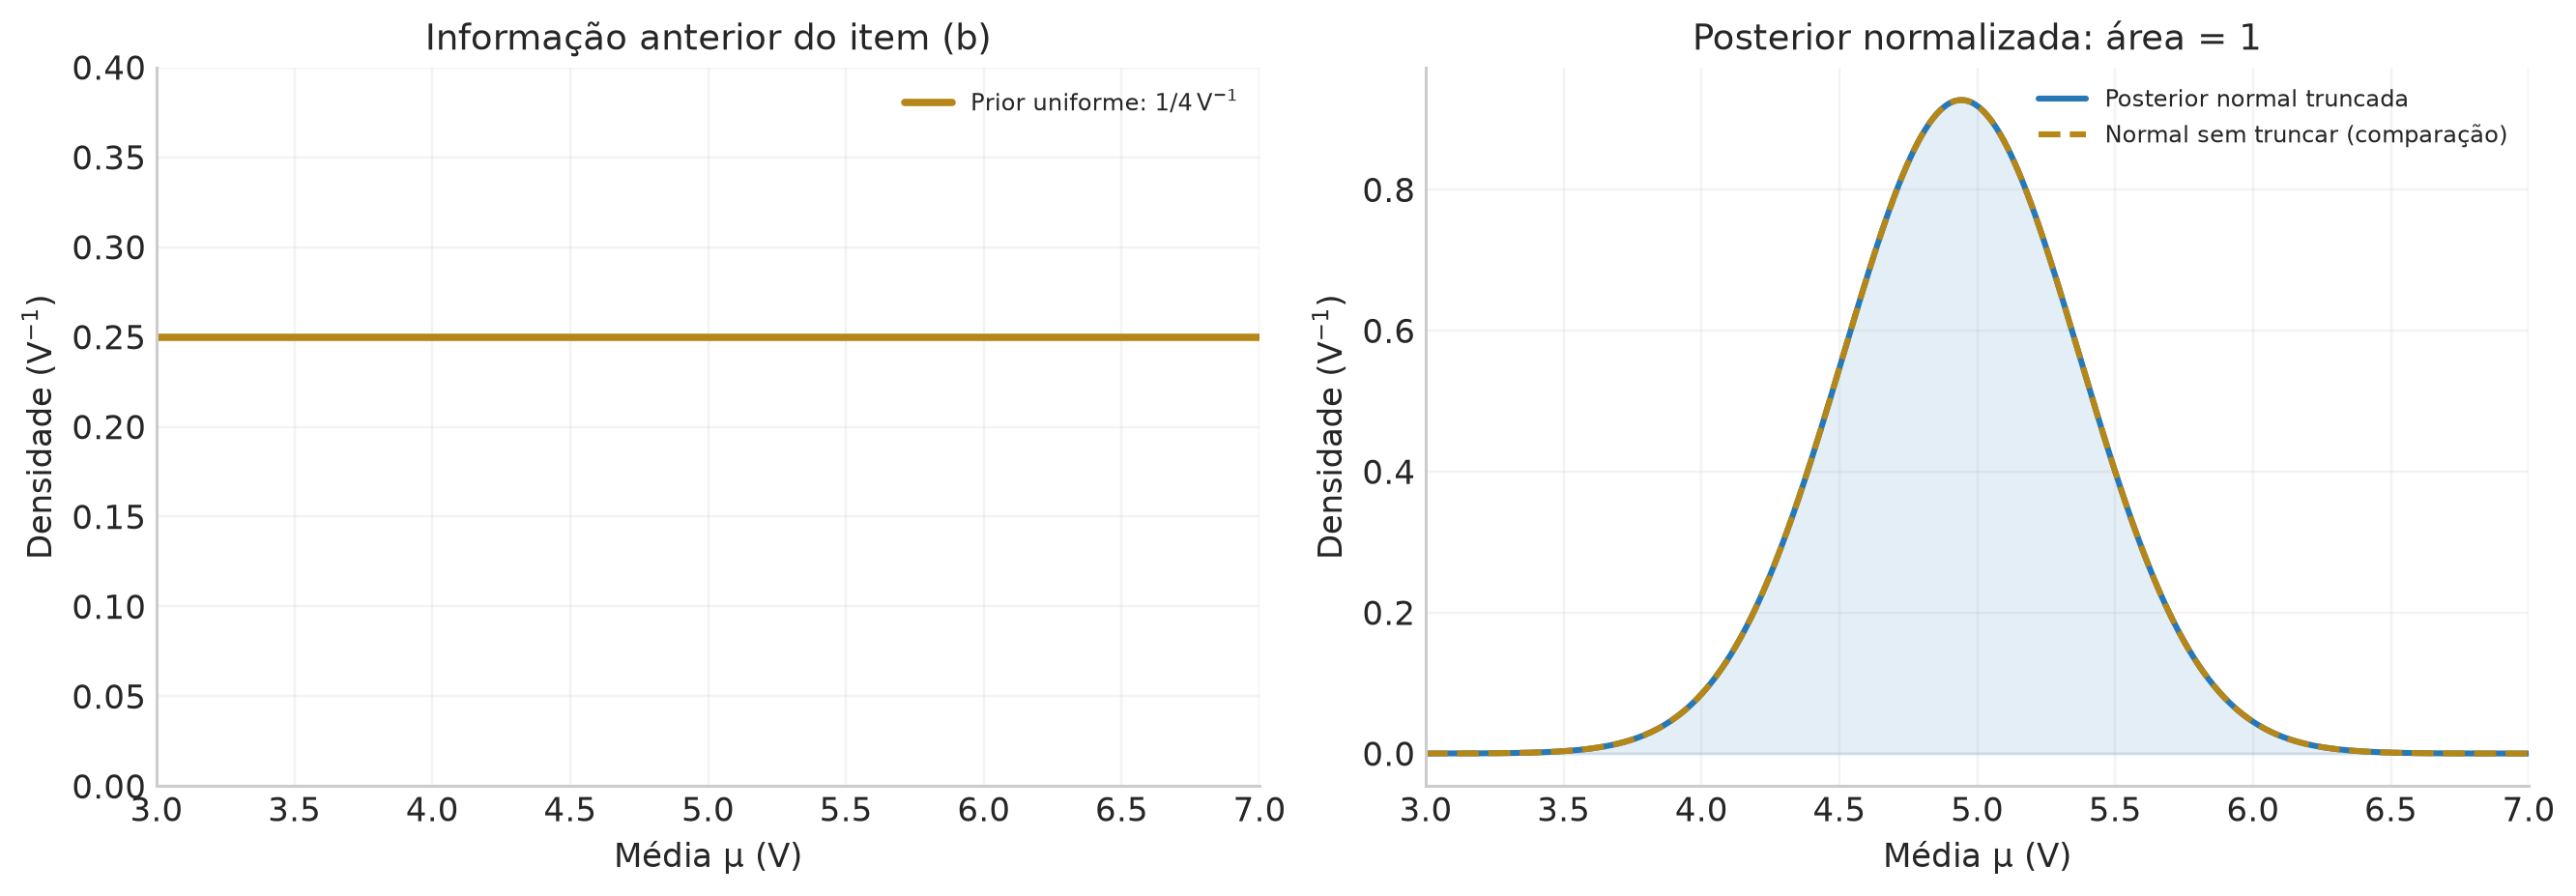 Informação anterior do item (b)
Prior uniforme: 1/4 V⁻¹
Densidade (V⁻¹)
0.40
0.35
0.30
0.25
0.20
0.15
0.10
0.05
0.00
3.0 3.5 4.0 4.5 5.0 5.5 6.0 6.5 7.0
Média µ (V)
Posterior normalizada: área = 1
Posterior normal truncada
Normal sem truncar (comparação)
Densidade (V⁻¹)
0.8
0.6
0.4
0.2
0.0
3.0 3.5 4.0 4.5 5.0 5.5 6.0 6.5 7.0
Média µ (V)